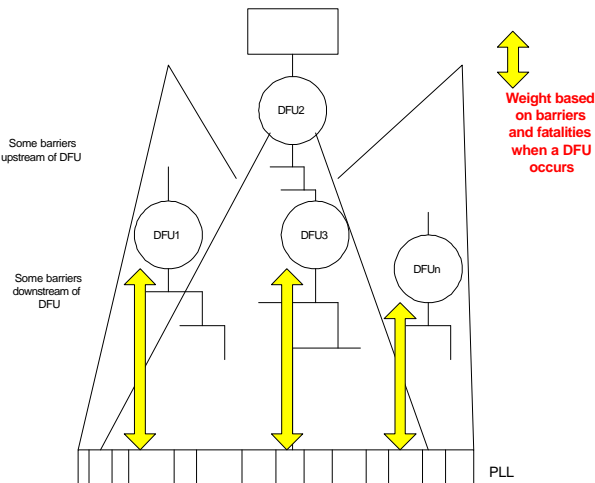 DFU2
Weight based
on barriers
and fatalities
when a DFU
occurs
Some barriers
upstream of DFU
DFU1
DFU3
DFUn
Some barriers
downstream of
DFU
PLL